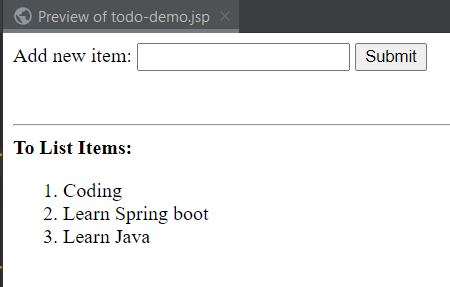 Preview of todo-demo.jsp
Add new item: Submit
To List Items:
1. Coding
2. Learn Spring boot
3. Learn Java